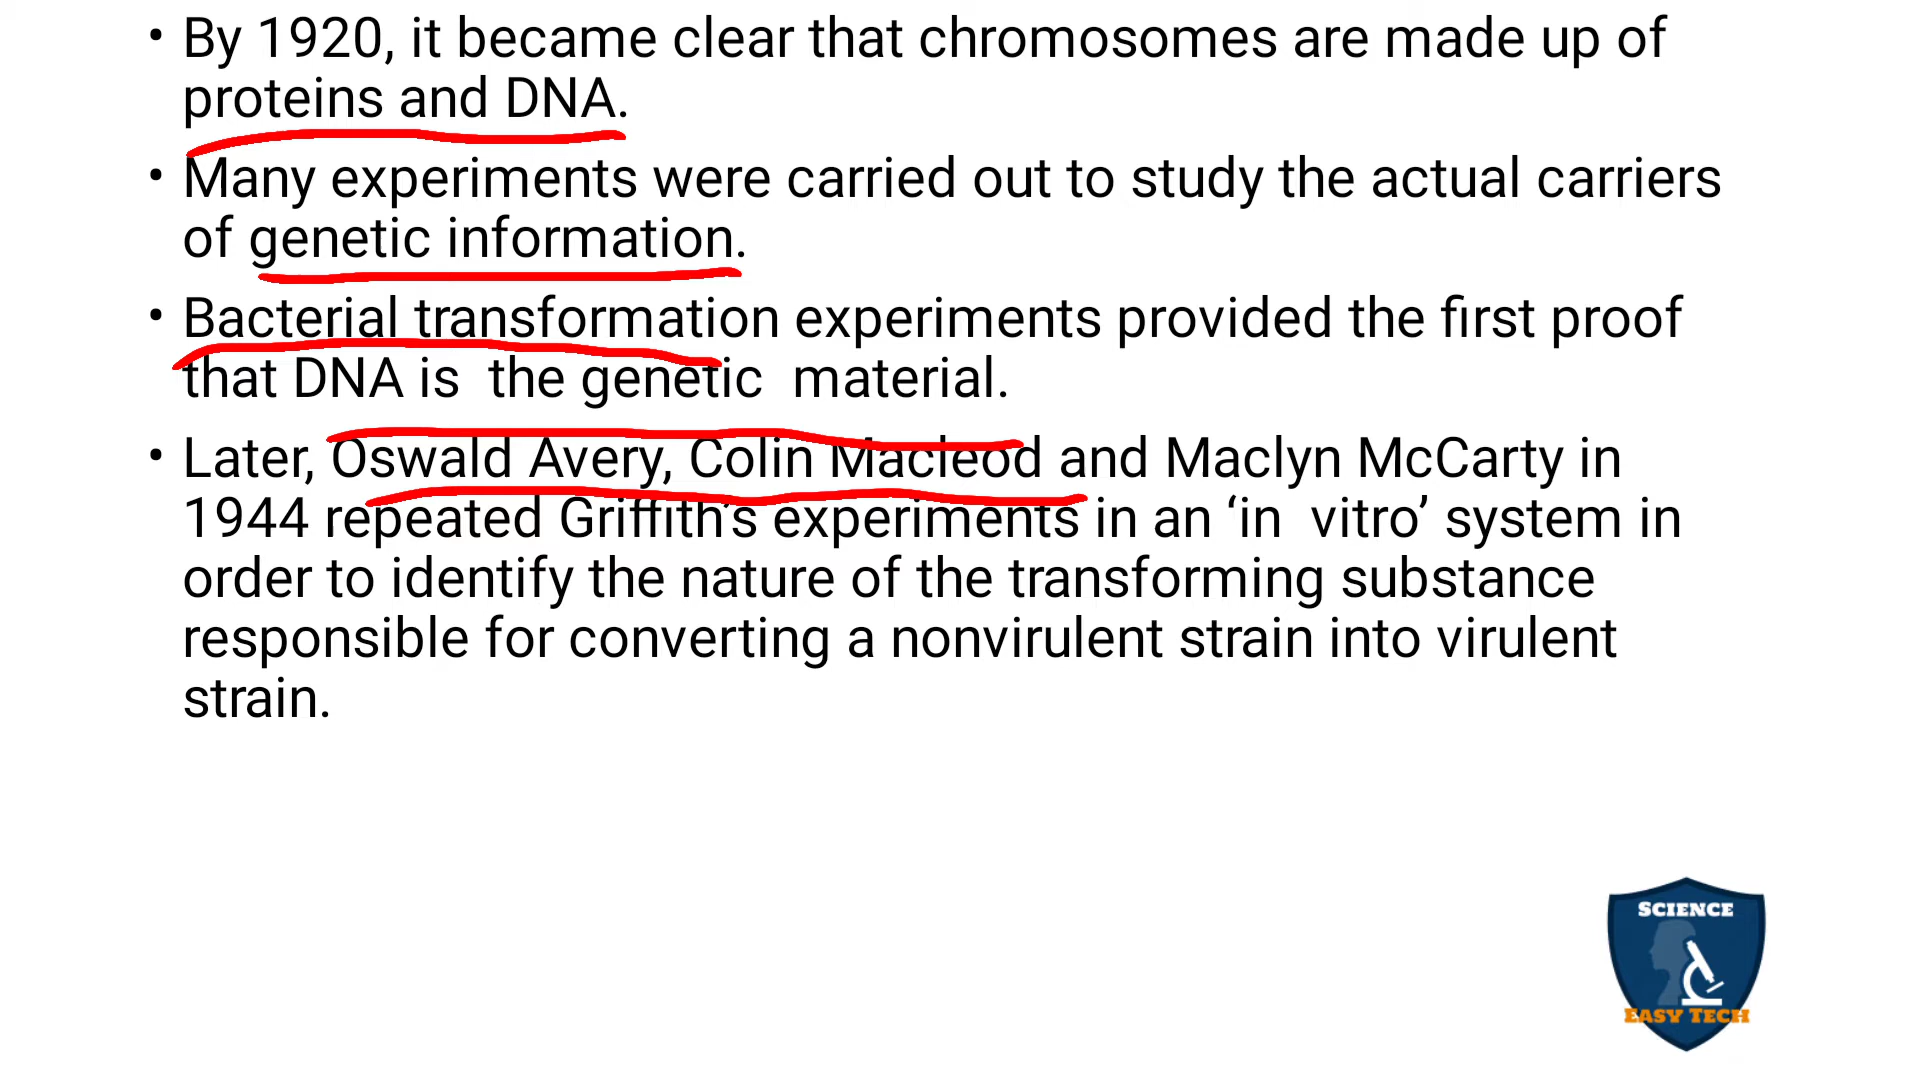 • By 1920, it became clear that chromosomes are made up of
proteins and DNA.
• Many experiments were carried out to study the actual carriers
of genetic information.
• Bacterial transformation experiments provided the first proof
that DNA is  the genetic  material.
• Later, Oswald Avery, Colin Macleod and Maclyn McCarty in
1944 repeated Griffith’s experiments in an ‘in  vitro’ system in
order to identify the nature of the transforming substance
responsible for converting a nonvirulent strain into virulent
strain.
SCIENCE
EASY TECH